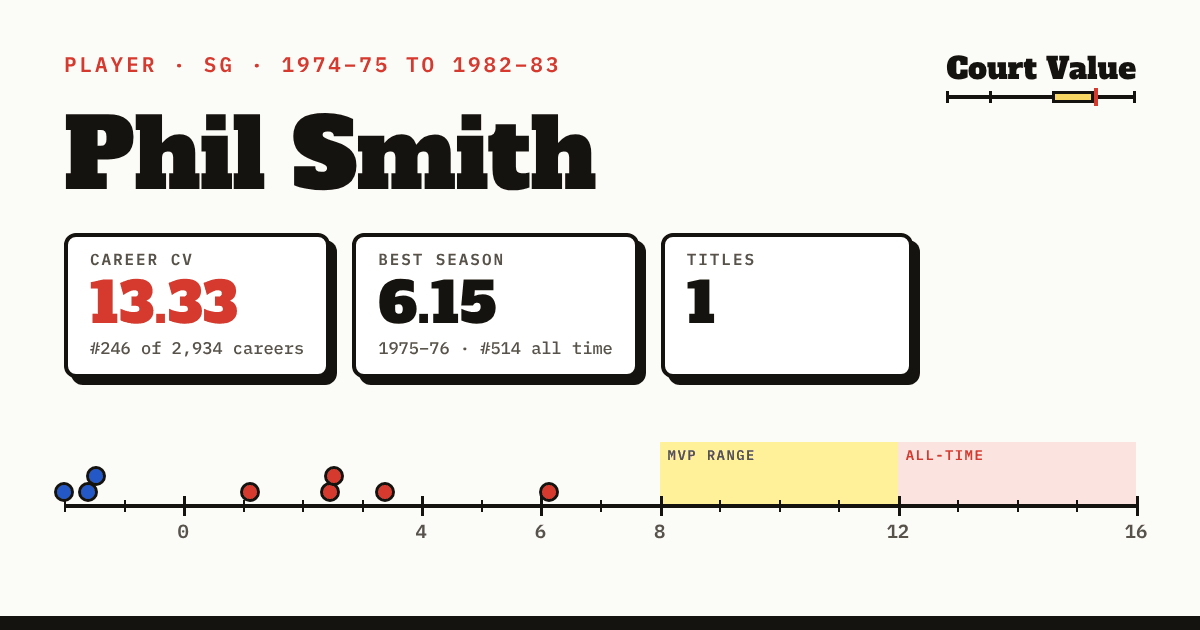 PLAYER · SG · 1974–75 TO 1982–83
Court Value
Phil Smith
CAREER CV
13.33
#246 of 2,934 careers
BEST SEASON
6.15
1975–76 · #514 all time
TITLES
1
MVP RANGE
ALL-TIME
0 4 6 8 12 16